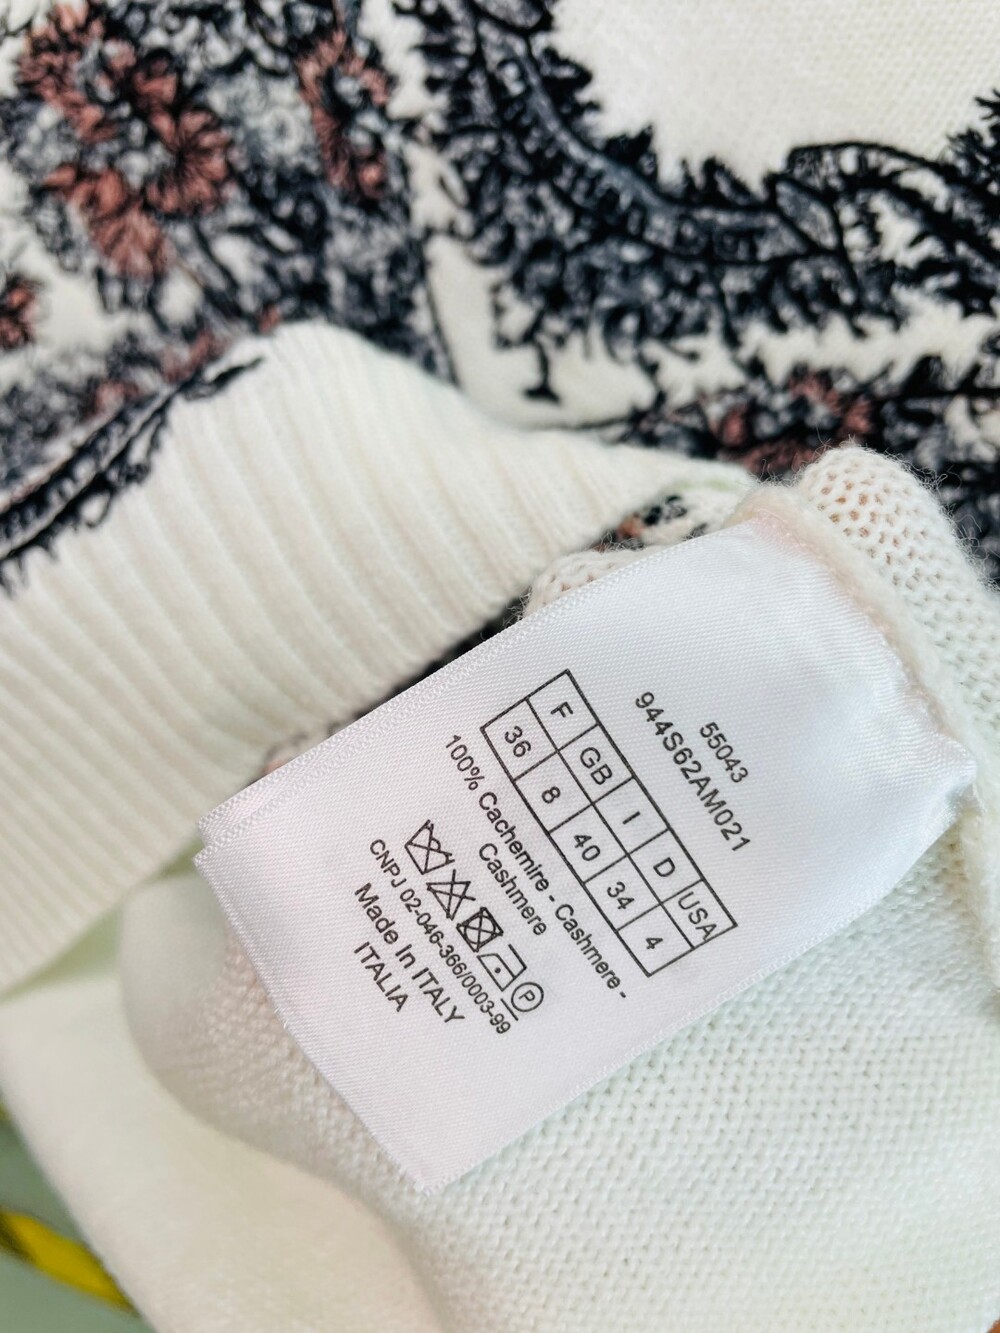 55043
944S62AM021
F GB I D USA
36 8 40 34 4
100% Cachemire - Cashmere -
Cashmere
P
CNPJ 02-046-366/0003-99
Made In ITALY
ITALIA